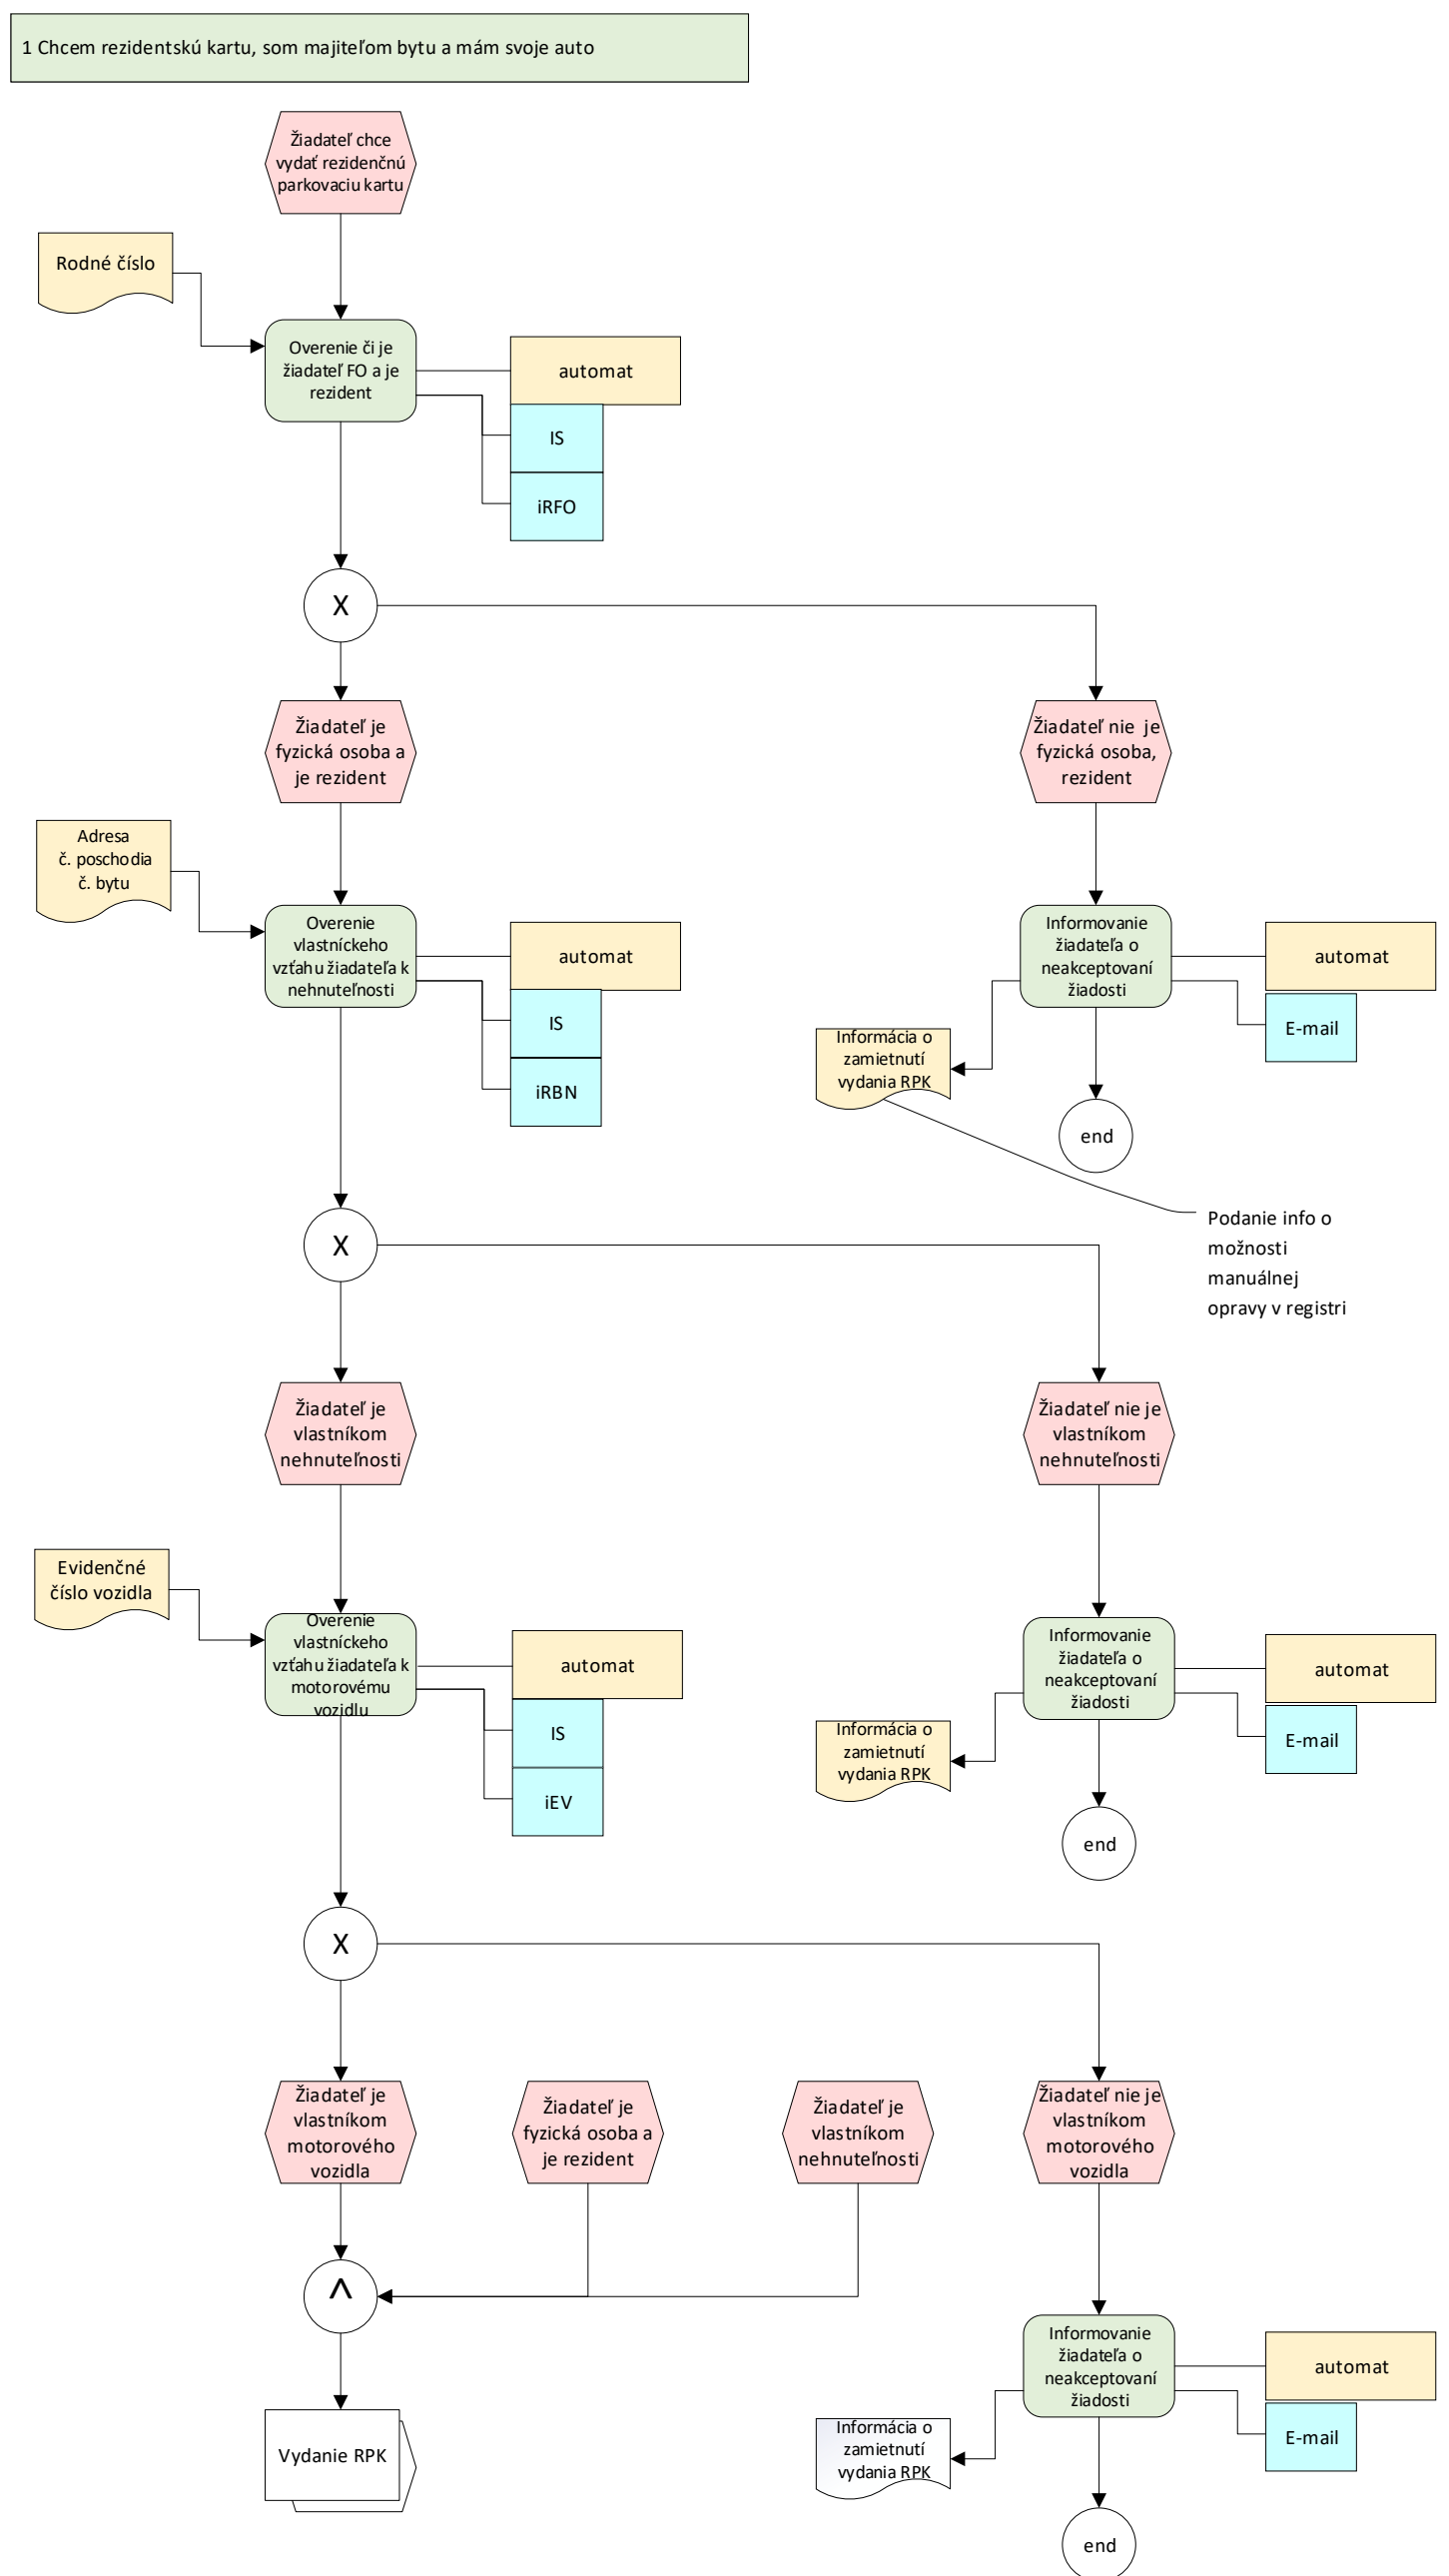 1 Chcem rezidentskú kartu, som majiteľom bytu a mám svoje auto
Žiadateľ chce
vydať rezidenčnú
parkovaciu kartu
Rodné číslo
Overenie či je
žiadateľ FO a je
rezident
automat
IS
iRFO
X
Žiadateľ je
fyzická osoba a
je rezident
Žiadateľ nie je
fyzická osoba,
rezident
Adresa
č. poschodia
č. bytu
Overenie
vlastníckeho
vzťahu žiadateľa k
nehnuteľnosti
automat
IS
iRBN
Informovanie
žiadateľa o
neakceptovaní
žiadosti
automat
E-mail
Informácia o
zamietnutí
vydania RPK
end
Podanie info o
možnosti
manuálnej
opravy v registri
X
Žiadateľ je
vlastníkom
nehnuteľnosti
Žiadateľ nie je
vlastníkom
nehnuteľnosti
Evidenčné
číslo vozidla
Overenie
vlastníckeho
vzťahu žiadateľa k
motorovému
vozidlu
automat
IS
iEV
Informovanie
žiadateľa o
neakceptovaní
žiadosti
automat
E-mail
Informácia o
zamietnutí
vydania RPK
end
X
Žiadateľ je
vlastníkom
motorového
vozidla
Žiadateľ je
fyzická osoba a
je rezident
Žiadateľ je
vlastníkom
nehnuteľnosti
Žiadateľ nie je
vlastníkom
motorového
vozidla
^
Vydanie RPK
Informovanie
žiadateľa o
neakceptovaní
žiadosti
automat
E-mail
Informácia o
zamietnutí
vydania RPK
end